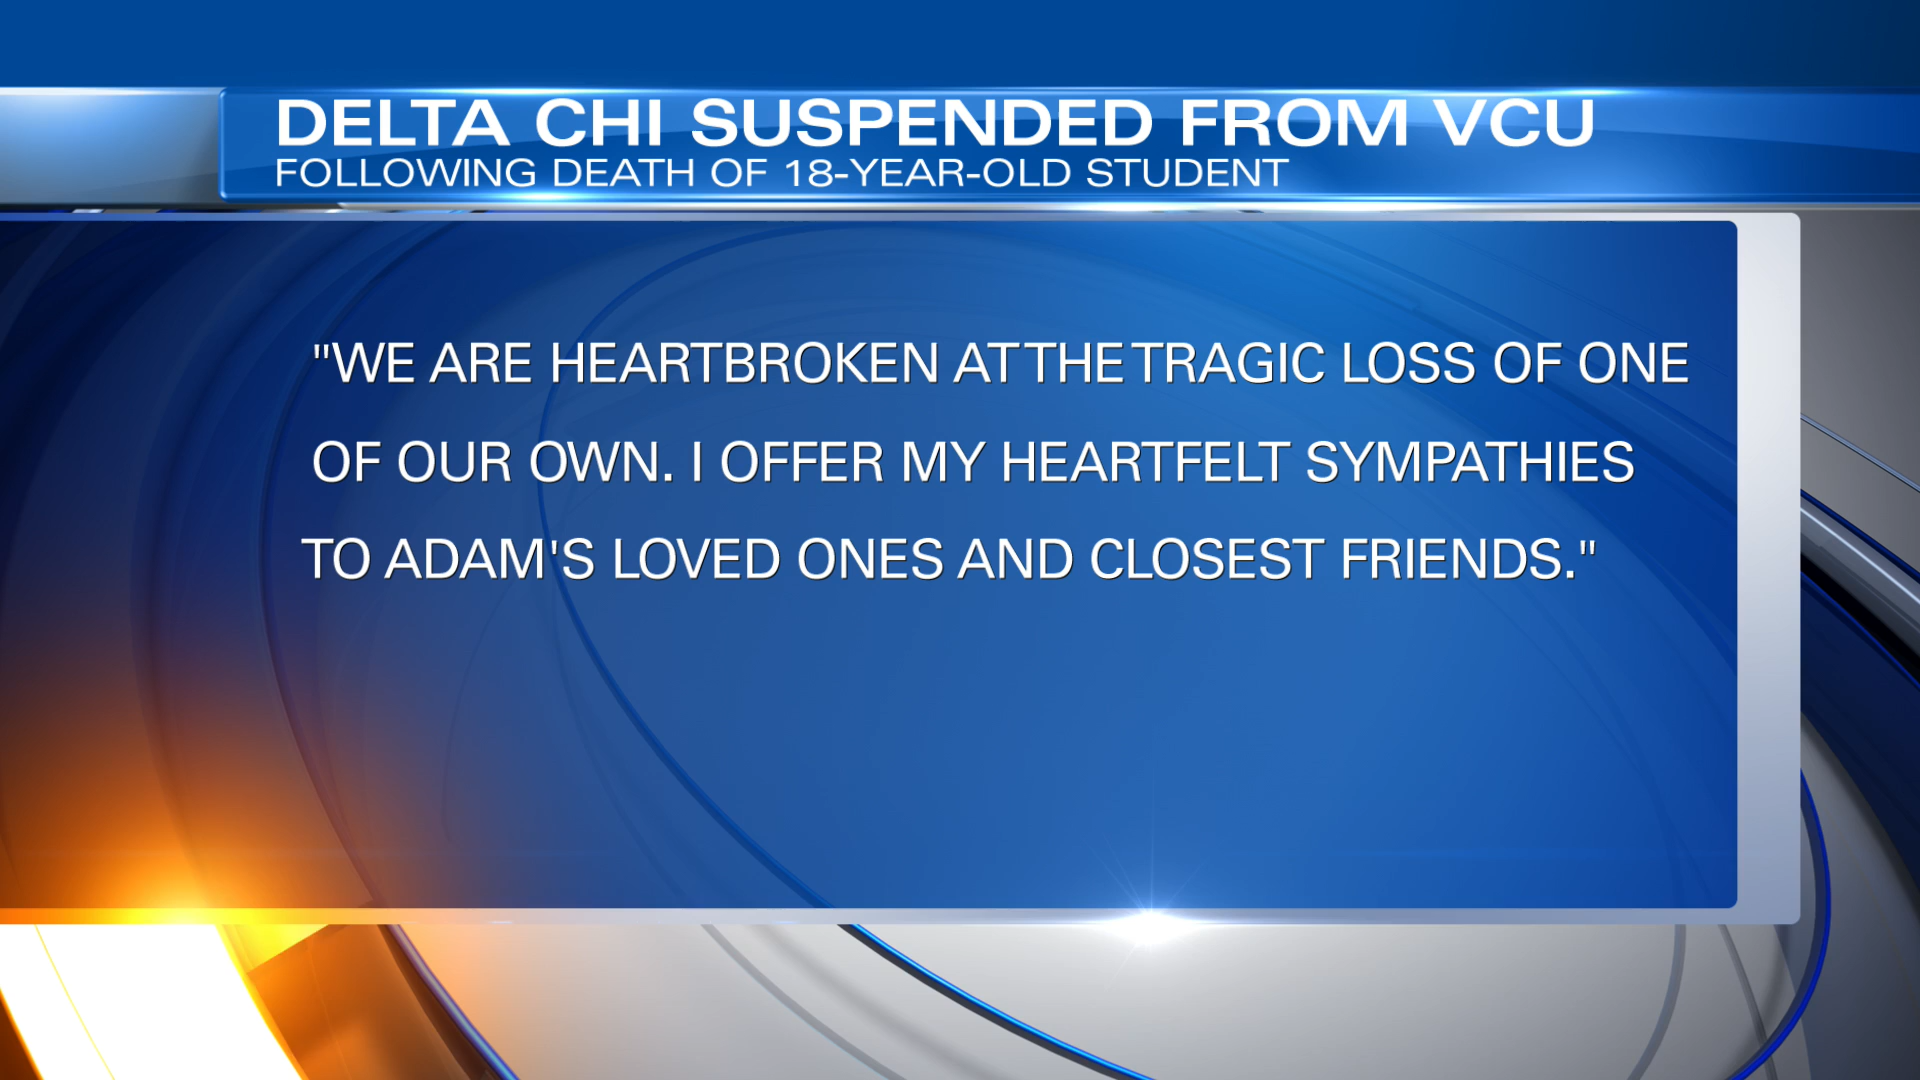 DELTA CHI SUSPENDED FROM VCU
FOLLOWING DEATH OF 18-YEAR-OLD STUDENT
"WE ARE HEARTBROKEN AT THE TRAGIC LOSS OF ONE
OF OUR OWN. I OFFER MY HEARTFELT SYMPATHIES
TO ADAM'S LOVED ONES AND CLOSEST FRIENDS."